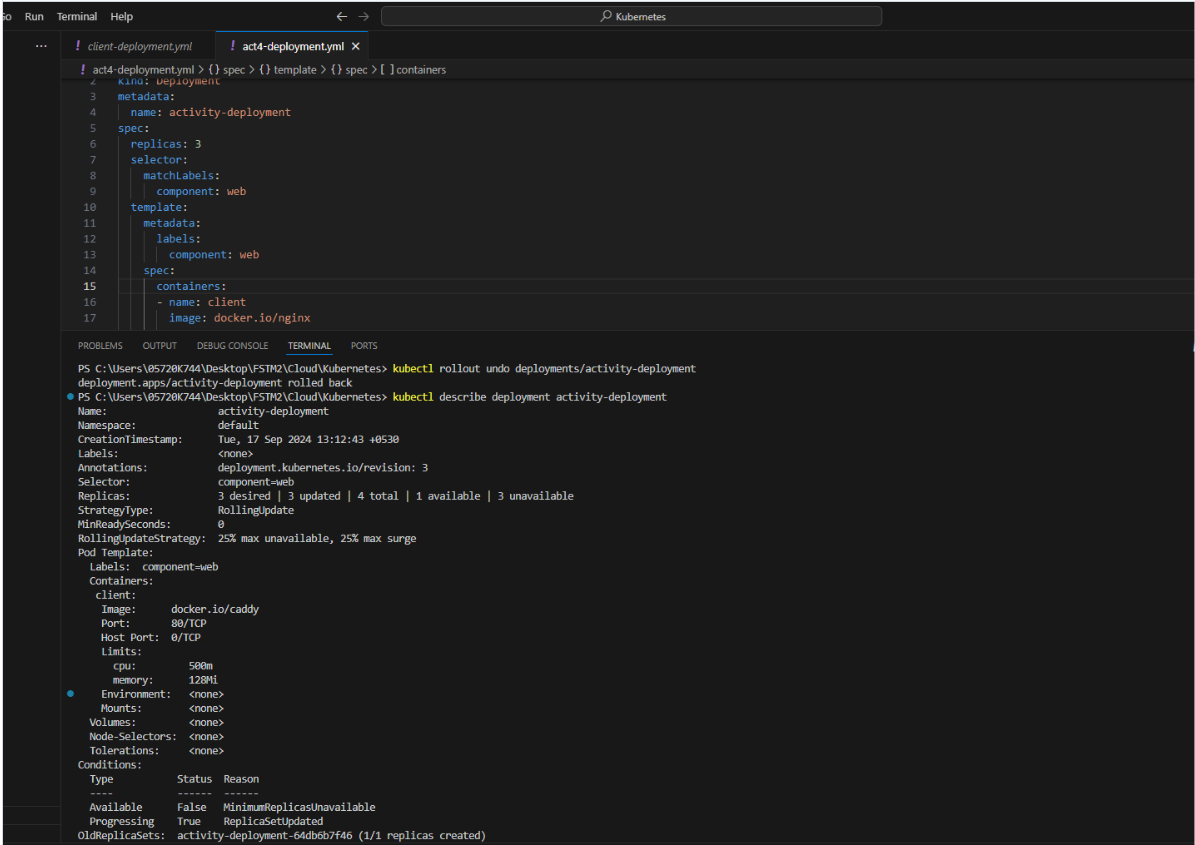 Go Run Terminal Help
Kubernetes
client-deployment.yml
act4-deployment.yml
act4-deployment.yml > {} spec > {} template > {} spec > [ ] containers
2 kind: Deployment
3 metadata:
4 name: activity-deployment
5 spec:
6 replicas: 3
7 selector:
8 matchLabels:
9 component: web
10 template:
11 metadata:
12 labels:
13 component: web
14 spec:
15 containers:
16 - name: client
17 image: docker.io/nginx
PROBLEMS OUTPUT DEBUG CONSOLE TERMINAL PORTS
PS C:\Users\05720K744\Desktop\FSTM2\Cloud\Kubernetes> kubectl rollout undo deployments/activity-deployment
deployment.apps/activity-deployment rolled back
PS C:\Users\05720K744\Desktop\FSTM2\Cloud\Kubernetes> kubectl describe deployment activity-deployment
Name: activity-deployment
Namespace: default
CreationTimestamp: Tue, 17 Sep 2024 13:12:43 +0530
Labels: <none>
Annotations: deployment.kubernetes.io/revision: 3
Selector: component=web
Replicas: 3 desired | 3 updated | 4 total | 1 available | 3 unavailable
StrategyType: RollingUpdate
MinReadySeconds: 0
RollingUpdateStrategy: 25% max unavailable, 25% max surge
Pod Template:
Labels: component=web
Containers:
client:
Image: docker.io/caddy
Port: 80/TCP
Host Port: 0/TCP
Limits:
cpu: 500m
memory: 128Mi
Environment: <none>
Mounts: <none>
Volumes: <none>
Node-Selectors: <none>
Tolerations: <none>
Conditions:
Type Status Reason
---- ------ ------
Available False MinimumReplicasUnavailable
Progressing True ReplicaSetUpdated
OldReplicaSets: activity-deployment-64db6b7f46 (1/1 replicas created)